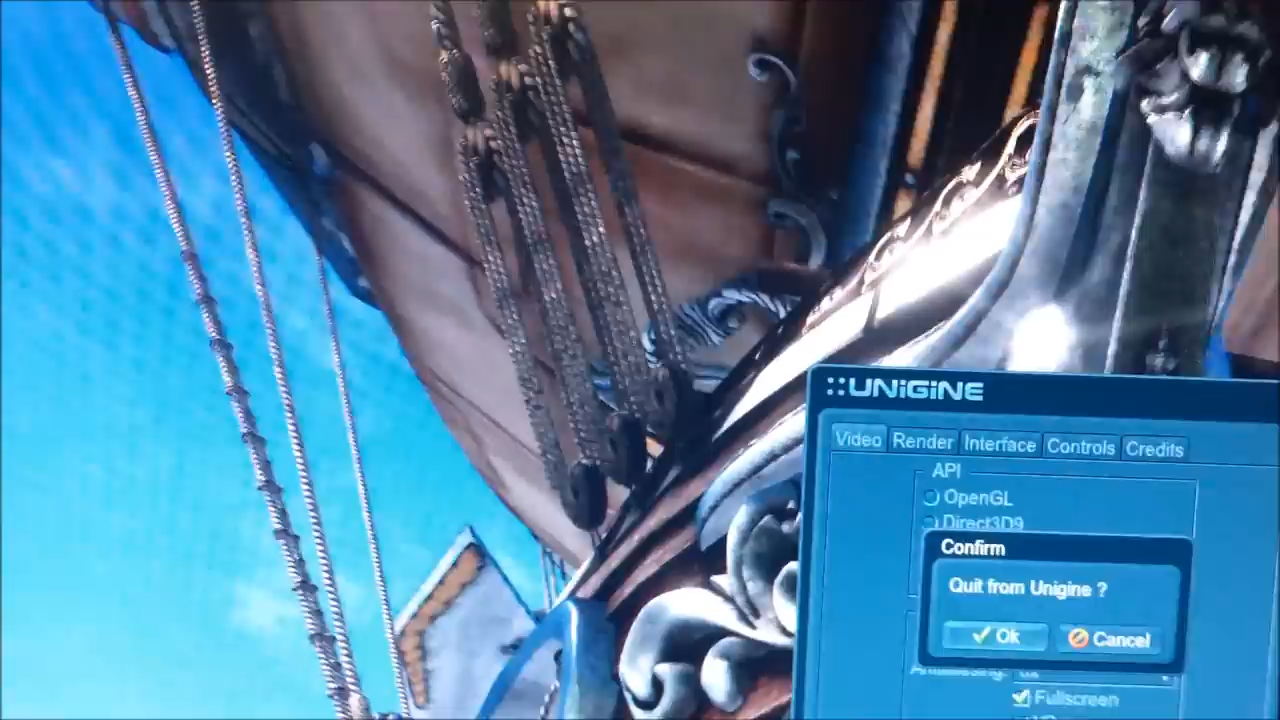 ::UNiGiNE
Video Render Interface Controls Credits
API
OpenGL
Direct3D9
Confirm
Quit from Unigine ?
Ok Cancel
Fullscreen